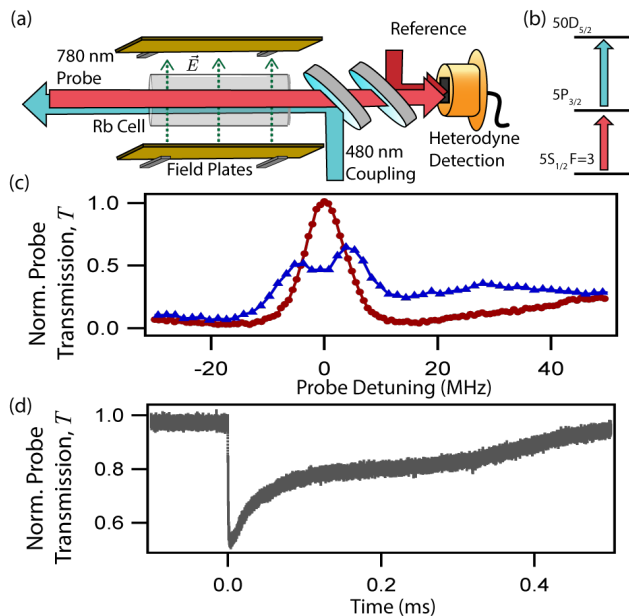 (a)
780 nm
Probe
E
Rb Cell
Field Plates
480 nm
Coupling
Reference
Heterodyne
Detection
(b)
50D5/2
5P3/2
5S1/2 F=3
(c)
Norm. Probe
Transmission, T
1.0
0.5
0.0
-20
0
20
40
Probe Detuning (MHz)
(d)
Norm. Probe
Transmission, T
1.0
0.8
0.6
0.0
0.2
0.4
Time (ms)